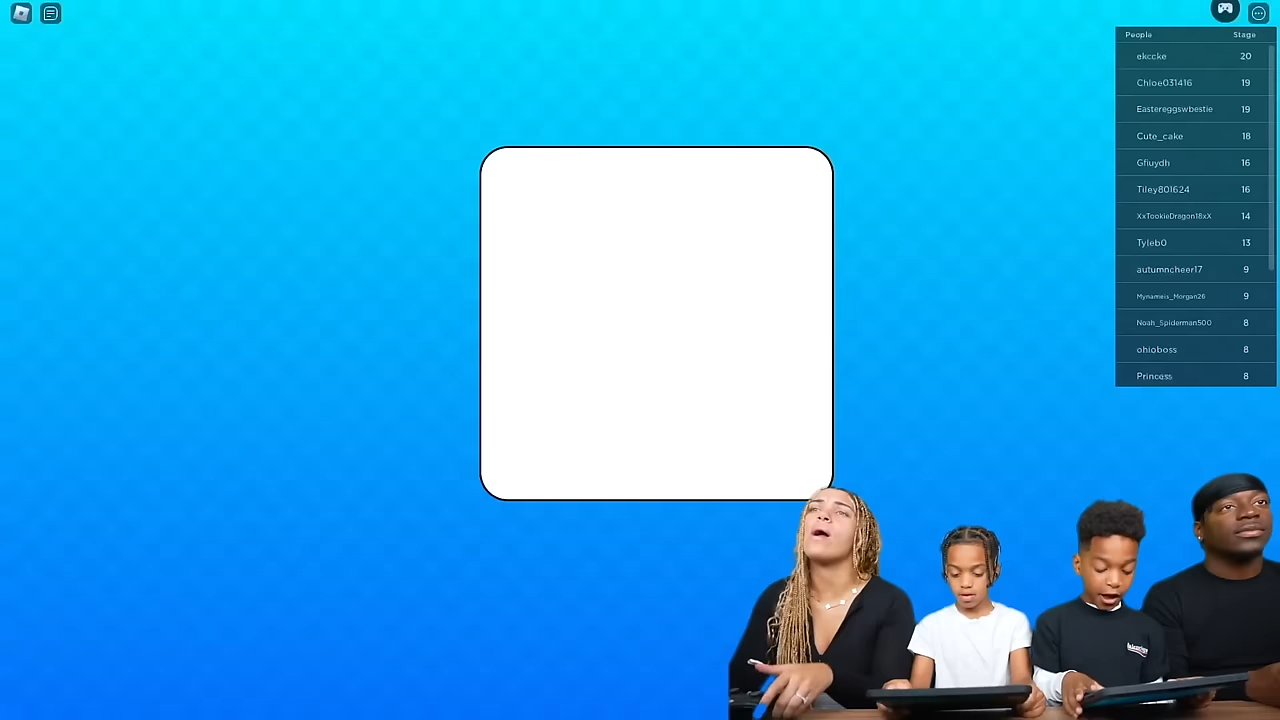 People Stage
ekccke 20
Chloe031416 19
Eastereggswbestie 19
Cute_cake 18
Gfiuydh 16
Tiley801624 16
XxTookieDragon18xX 14
Tyleb0 13
autumncheer17 9
Mynameis_Morgan26 9
Noah_Spiderman500 8
ohioboss 8
Princess 8